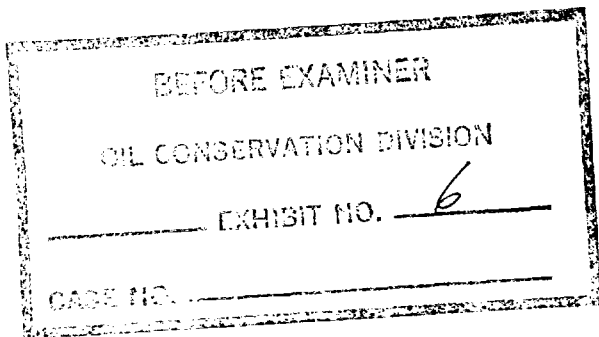 BEFORE EXAMINER
OIL CONSERVATION DIVISION
EXHIBIT NO. 6
CASE NO.